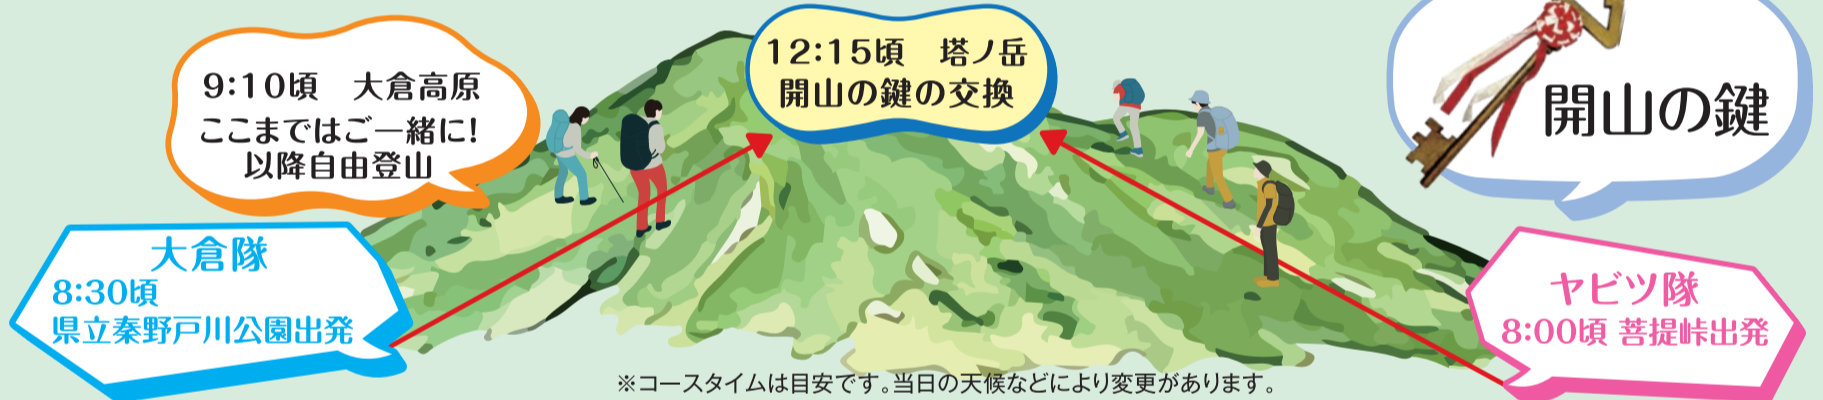 12:15頃　塔ノ岳
開山の鍵の交換
9:10頃　大倉高原
ここまではご一緒に!
以降自由登山
開山の鍵
大倉隊
8:30頃
県立秦野戸川公園出発
ヤビツ隊
8:00頃 菩提峠出発
※コースタイムは目安です。当日の天候などにより変更があります。